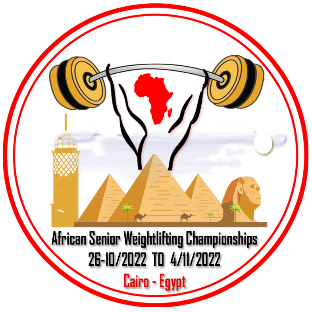 African Senior Weightlifting Championships
26-10/2022 TO 4/11/2022
Cairo - Egypt